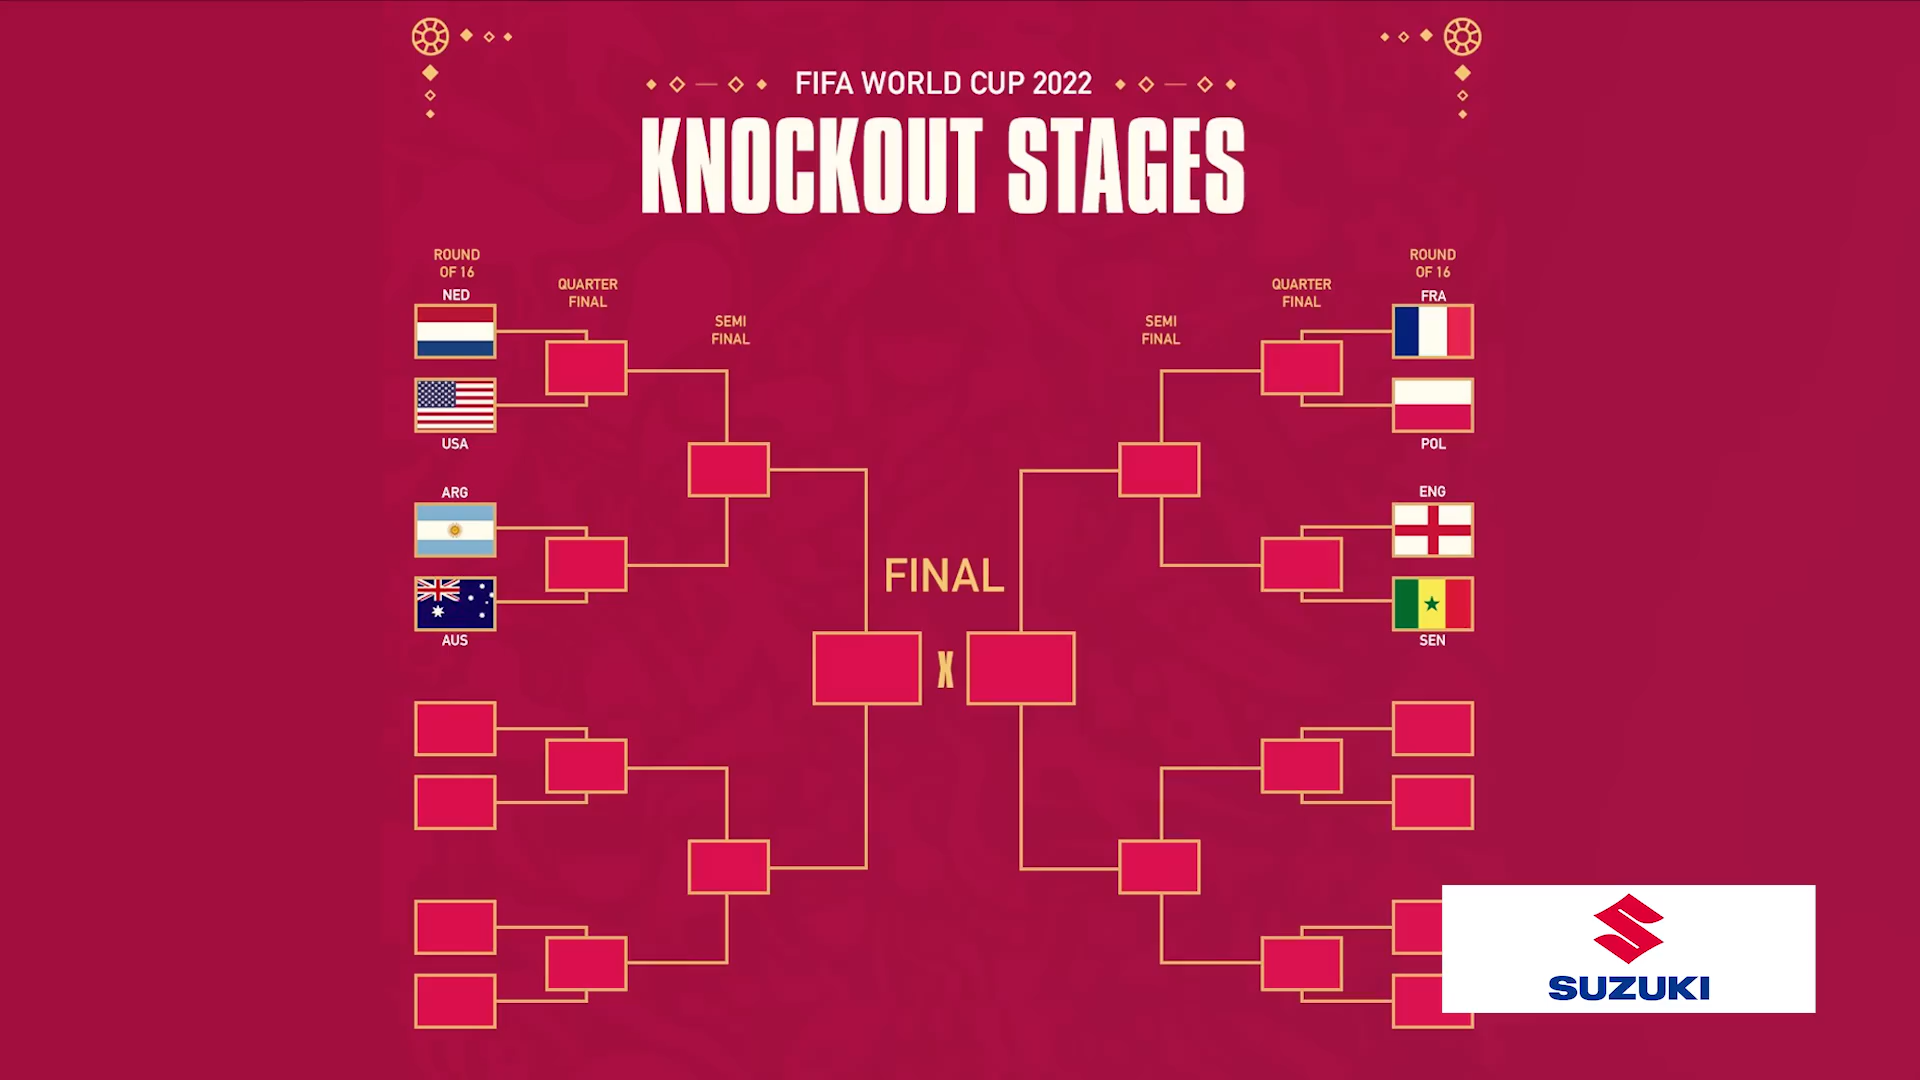 FIFA WORLD CUP 2022
KNOCKOUT STAGES
ROUND
OF 16
QUARTER
FINAL
SEMI
FINAL
SEMI
FINAL
QUARTER
FINAL
ROUND
OF 16
NED
USA
ARG
AUS
FINAL
X
FRA
POL
ENG
SEN
SUZUKI